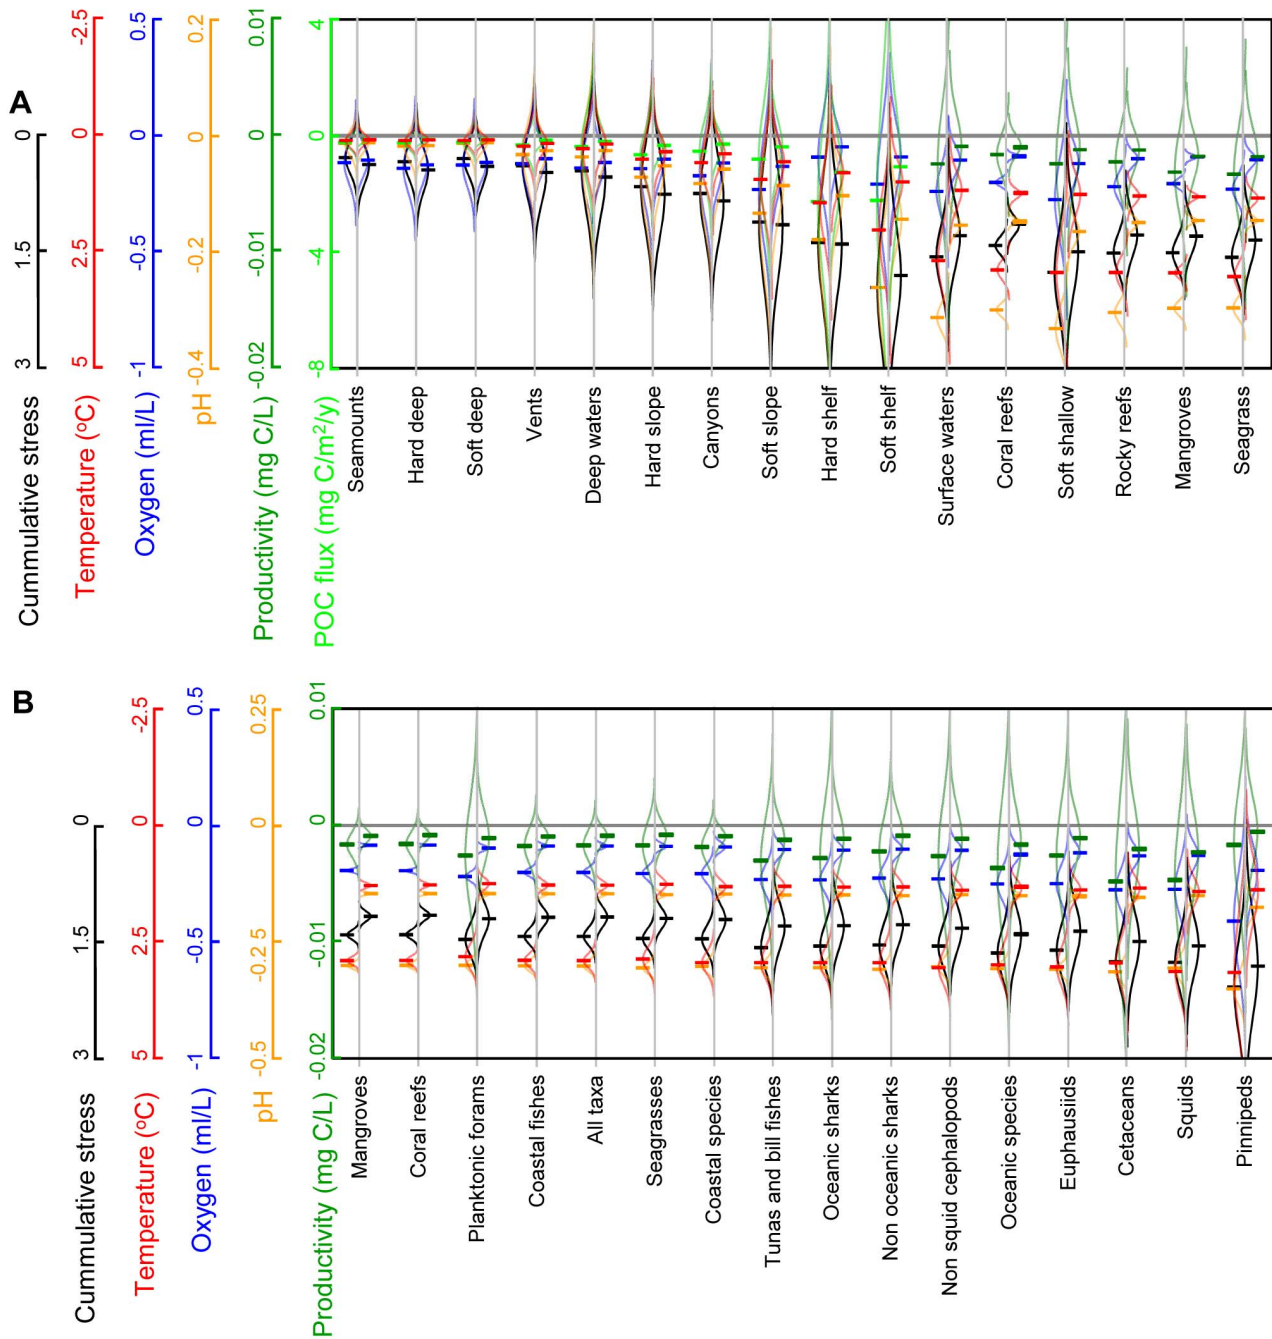 A
Cummulative stress
0
1.5
3
Temperature (ºC)
-2.5
0
2.5
5
Oxygen (ml/L)
0.5
0
-0.5
-1
pH
0.2
0
-0.2
-0.4
Productivity (mg C/L)
0.01
0
-0.01
-0.02
POC flux (mg C/m²/y)
4
0
-4
-8
Seamounts
Hard deep
Soft deep
Vents
Deep waters
Hard slope
Canyons
Soft slope
Hard shelf
Soft shelf
Surface waters
Coral reefs
Soft shallow
Rocky reefs
Mangroves
Seagrass
B
Cummulative stress
0
1.5
3
Temperature (ºC)
-2.5
0
2.5
5
Oxygen (ml/L)
0.5
0
-0.5
-1
pH
0.25
0
-0.25
-0.5
Productivity (mg C/L)
0.01
0
-0.01
-0.02
Mangroves
Coral reefs
Planktonic forams
Coastal fishes
All taxa
Seagrasses
Coastal species
Tunas and bill fishes
Oceanic sharks
Non oceanic sharks
Non squid cephalopods
Oceanic species
Euphausiids
Cetaceans
Squids
Pinnipeds